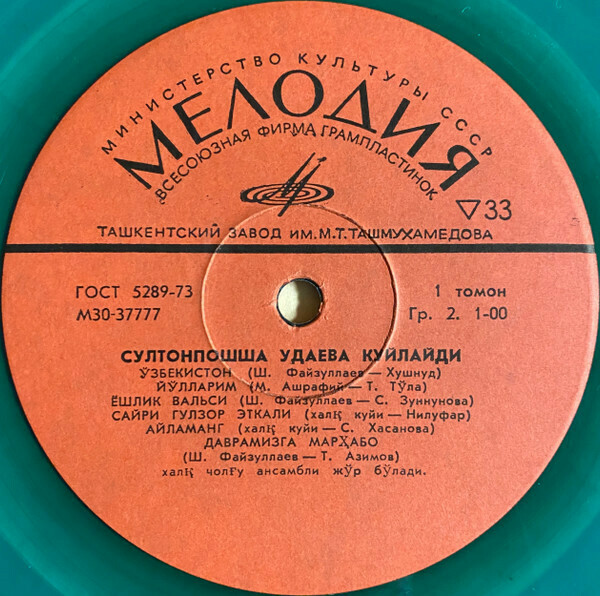 МИНИСТЕРСТВО КУЛЬТУРЫ СССР
МЕЛОДИЯ
ВСЕСОЮЗНАЯ ФИРМА ГРАМПЛАСТИНОК
▽33
ТАШКЕНТСКИЙ ЗАВОД ИМ. М.Т.ТАШМУХАМЕДОВА
ГОСТ 5289-73
1 томон
М30-37777
Гр. 2. 1-00
СУЛТОНПОШША УДАЕВА КУЙЛАЙДИ
ЎЗБЕКИСТОН (Ш. Файзуллаев — Хушнуд)
ЙЎЛЛАРИМ (М. Ашрафий — Т. Тўла)
ЁШЛИК ВАЛЬСИ (Ш. Файзуллаев — С. Зуннунова)
САЙРИ ГУЛЗОР ЭТКАЛИ (халқ куйи — Нилуфар)
АЙЛАМАНГ (халқ куйи — С. Хасанова)
ДАВРАМИЗГА МАРҲАБО
(Ш. Файзуллаев — Т. Азимов)
халқ чолғу ансамбли жўр бўлади.